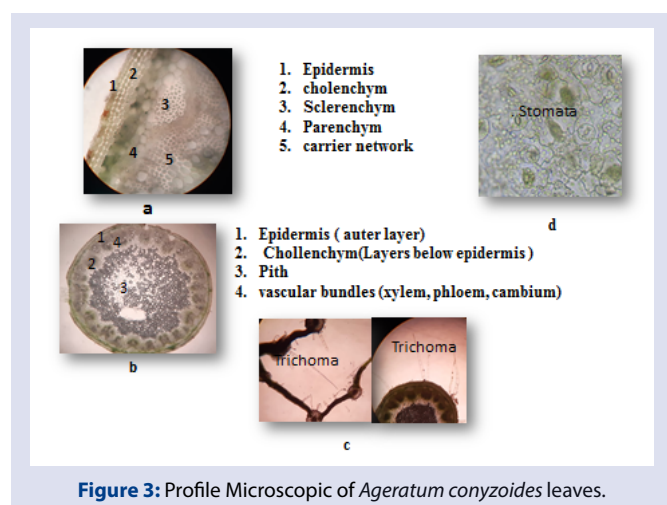 1 2 3 4 5
a
1. Epidermis
2. cholenchym
3. Sclerenchym
4. Parenchym
5. carrier network
. Stomata
d
1 4 2 3
b
1. Epidermis ( auter layer)
2. Chollenchym(Layers below epidermis )
3. Pith
4. vascular bundles (xylem, phloem, cambium)
Trichoma
Trichoma
c
Figure 3: Profile Microscopic of Ageratum conyzoides leaves.